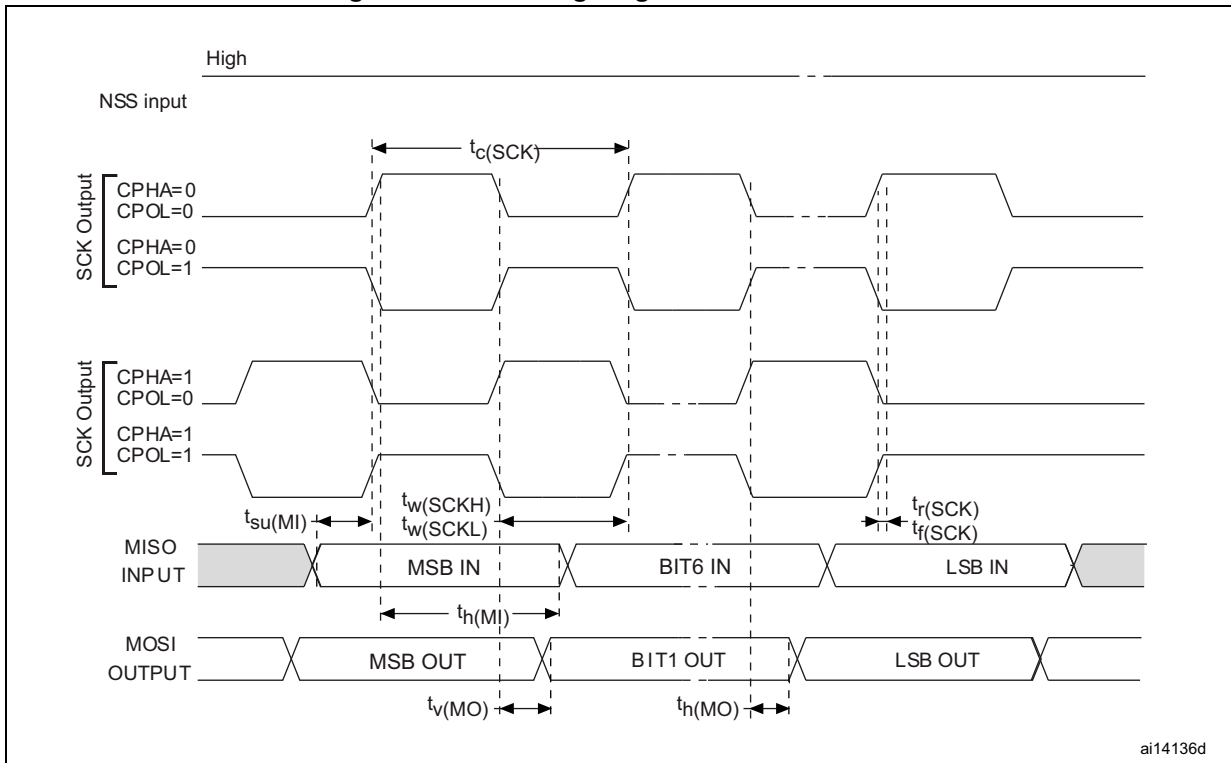 High
NSS input
tc(SCK)
SCK Output
CPHA=0
CPOL=0
CPHA=0
CPOL=1
SCK Output
CPHA=1
CPOL=0
CPHA=1
CPOL=1
tsu(MI)
tw(SCKH)
tw(SCKL)
tr(SCK)
tf(SCK)
MISO
INPUT
MSB IN
BIT6 IN
LSB IN
th(MI)
MOSI
OUTPUT
MSB OUT
BIT1 OUT
LSB OUT
tv(MO)
th(MO)
ai14136d